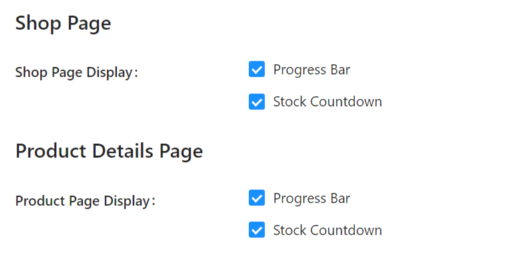 Shop Page
Shop Page Display: Progress Bar
Stock Countdown
Product Details Page
Product Page Display: Progress Bar
Stock Countdown